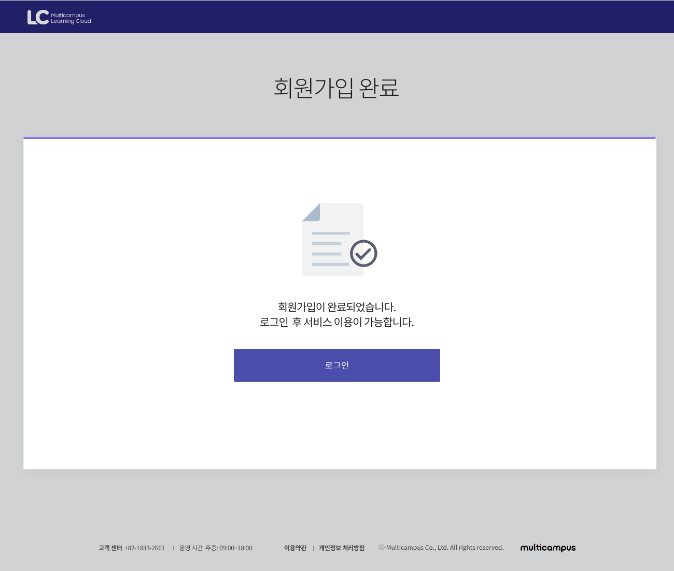 LC Multicampus
Learning Cloud
회원가입 완료
회원가입이 완료되었습니다.
로그인 후 서비스 이용이 가능합니다.
로그인
고객 센터 +82-1833-2601 | 운영 시간 주중: 09:00~18:00 이용약관 | 개인정보 처리방침 ⓒ Multicampus Co., Ltd. All rights reserved. multicampus